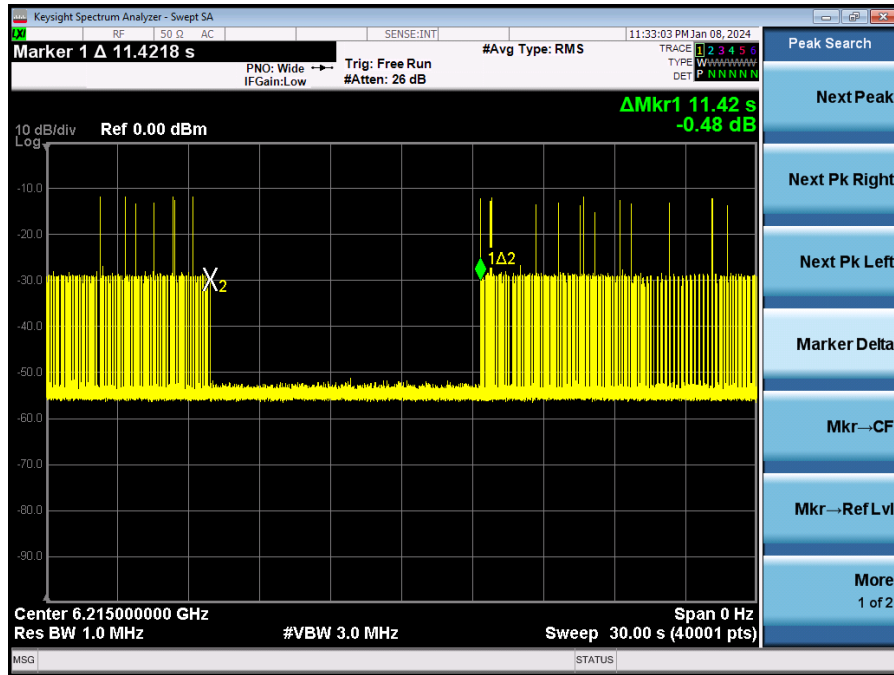 Keysight Spectrum Analyzer - Swept SA
LXI RF 50 Ω AC SENSE:INT 11:33:03 PM Jan 08, 2024
Marker 1 Δ 11.4218 s
PNO: Wide
IFGain:Low
Trig: Free Run
#Atten: 26 dB
#Avg Type: RMS
TRACE 1 2 3 4 5 6
TYPE WWWWWW
DET P N N N N N
ΔMkr1 11.42 s
-0.48 dB
10 dB/div Ref 0.00 dBm
Log
-10.0
-20.0
-30.0
-40.0
-50.0
-60.0
-70.0
-80.0
-90.0
X2
1Δ2
Center 6.215000000 GHz Span 0 Hz
Res BW 1.0 MHz #VBW 3.0 MHz Sweep 30.00 s (40001 pts)
MSG STATUS
Peak Search
Next Peak
Next Pk Right
Next Pk Left
Marker Delta
Mkr→CF
Mkr→Ref Lvl
More
1 of 2